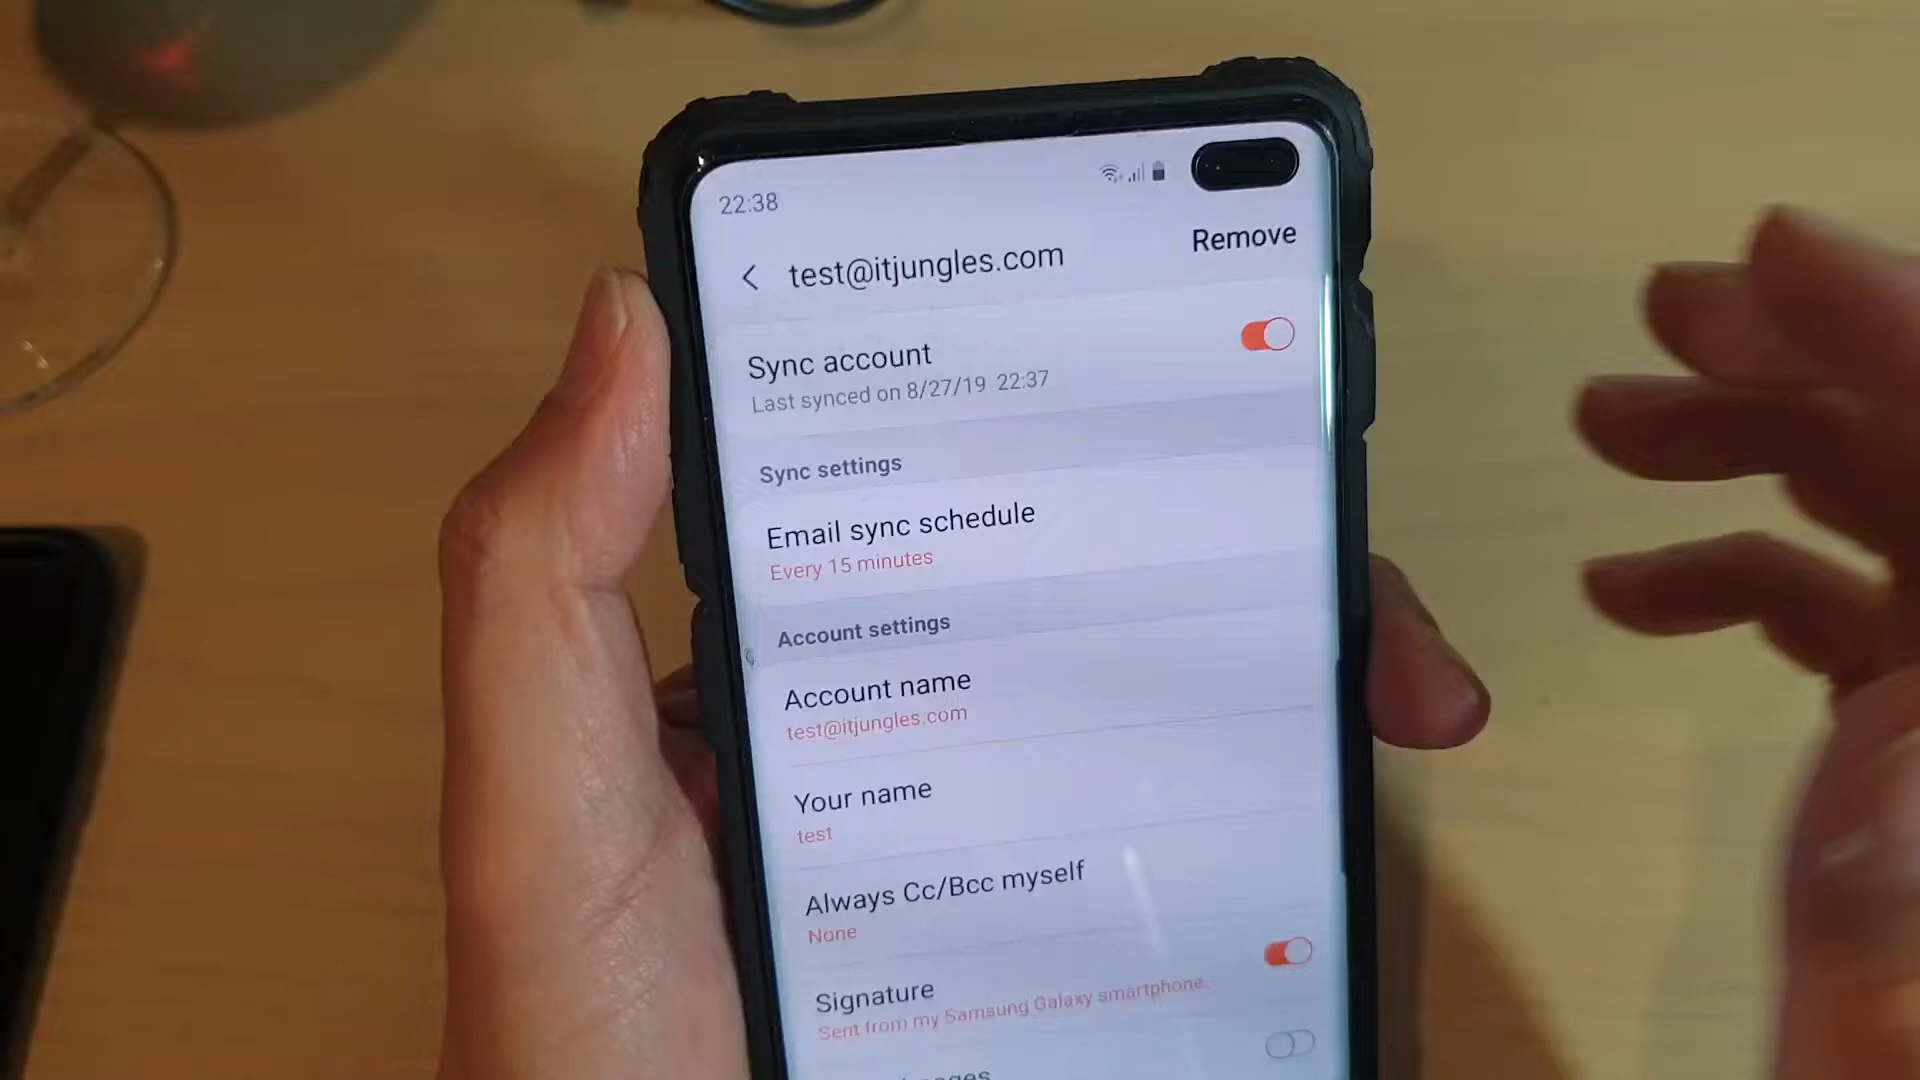 22:38
test@itjungles.com
Remove
Sync account
Last synced on 8/27/19 22:37
Sync settings
Email sync schedule
Every 15 minutes
Account settings
Account name
test@itjungles.com
Your name
test
Always Cc/Bcc myself
None
Signature
Sent from my Samsung Galaxy smartphone.